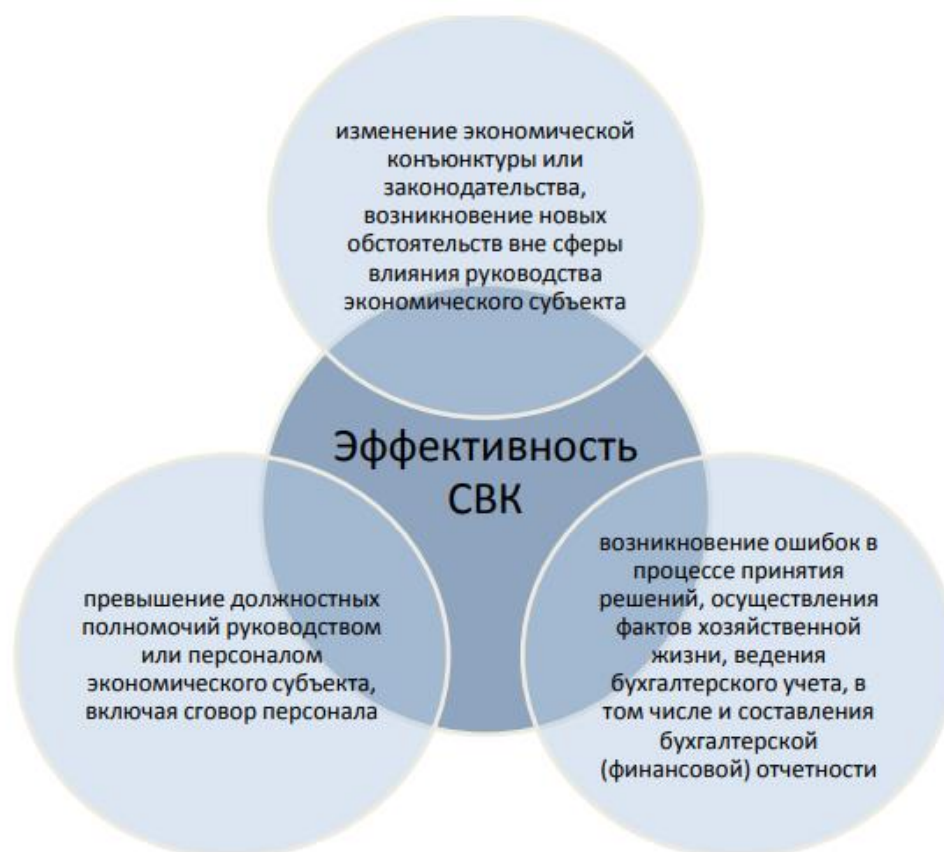 изменение экономической
конъюнктуры или
законодательства,
возникновение новых
обстоятельств вне сферы
влияния руководства
экономического субъекта
Эффективность
СВК
превышение должностных
полномочий руководством
или персоналом
экономического субъекта,
включая сговор персонала
возникновение ошибок в
процессе принятия
решений, осуществления
фактов хозяйственной
жизни, ведения
бухгалтерского учета, в
том числе и составления
бухгалтерской
(финансовой) отчетности